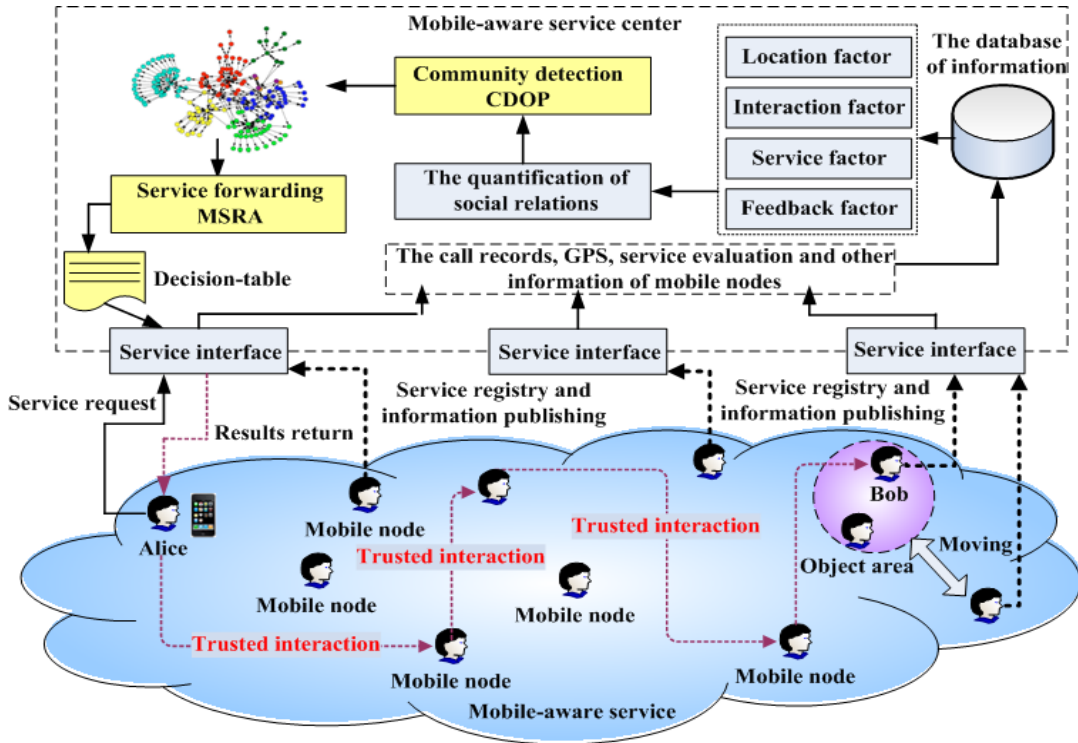 Mobile-aware service center
Community detection
CDOP
Location factor
Interaction factor
Service factor
Feedback factor
The database
of information
Service forwarding
MSRA
The quantification of
social relations
Decision-table
The call records, GPS, service evaluation and other
information of mobile nodes
Service interface
Service interface
Service interface
Service request
Service registry and
information publishing
Service registry and
information publishing
Results return
Bob
Alice
Mobile node
Trusted interaction
Trusted interaction
Moving
Object area
Mobile node
Mobile node
Trusted interaction
Mobile node
Mobile node
Mobile-aware service